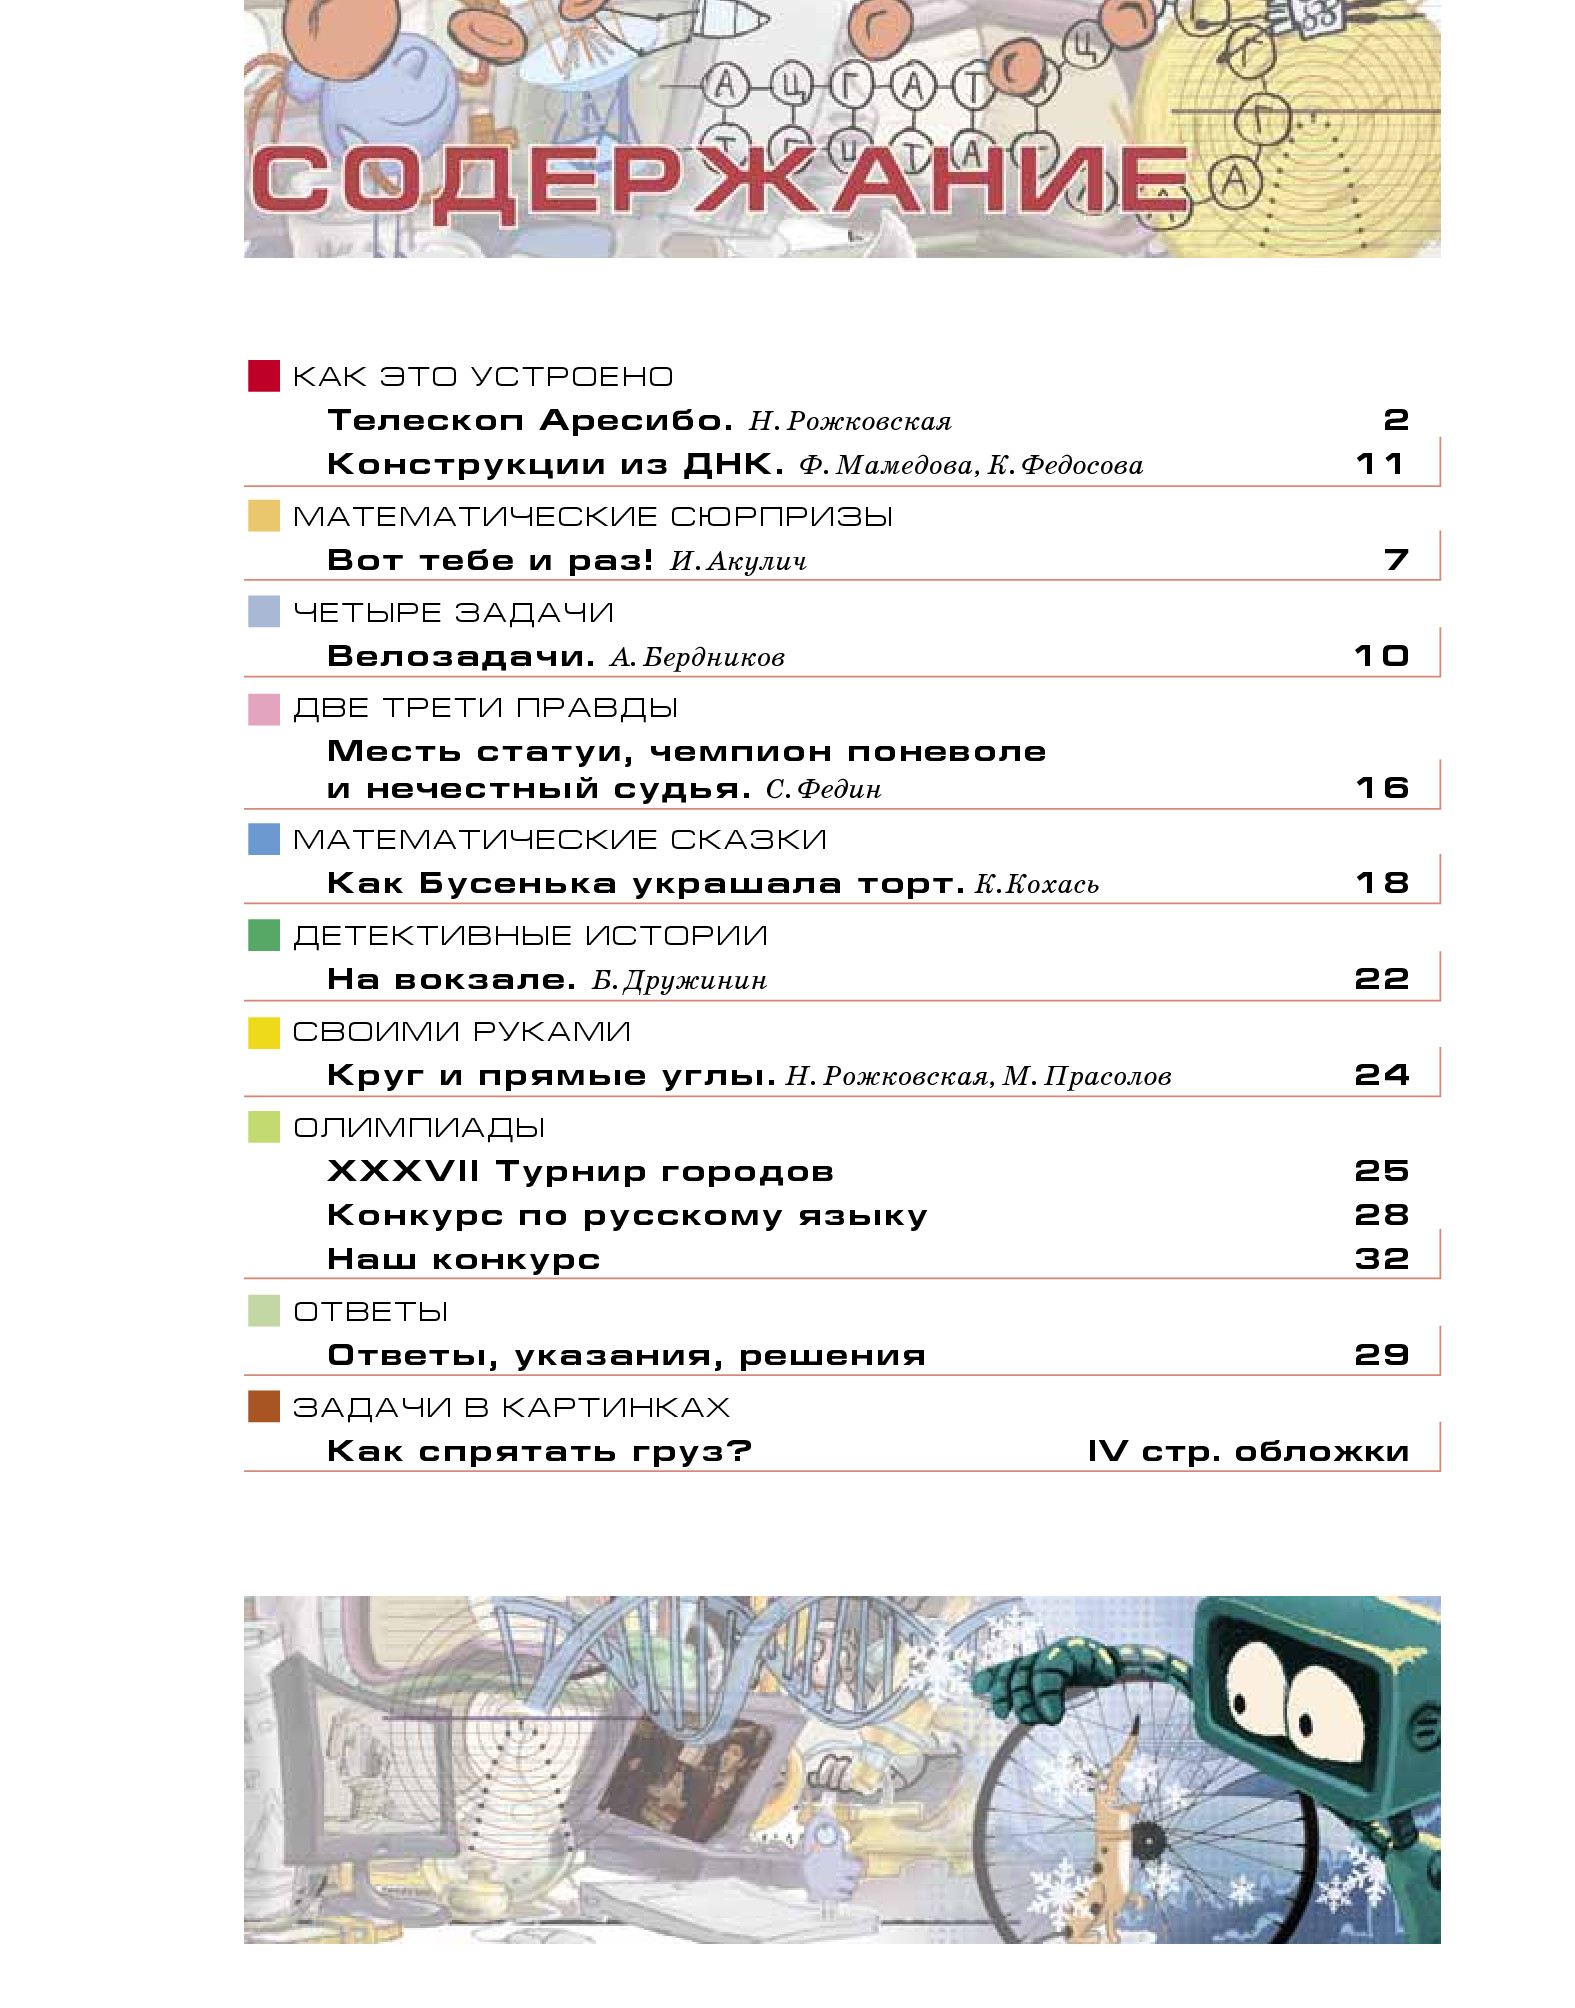 А Ц Г А Т
Ц
Г
Г
А
СОДЕРЖАНИЕ
КАК ЭТО УСТРОЕНО
Телескоп Аресибо. Н. Рожковская 2
Конструкции из ДНК. Ф. Мамедова, К. Федосова 11
МАТЕМАТИЧЕСКИЕ СЮРПРИЗЫ
Вот тебе и раз! И. Акулич 7
ЧЕТЫРЕ ЗАДАЧИ
Велозадачи. А. Бердников 10
ДВЕ ТРЕТИ ПРАВДЫ
Месть статуи, чемпион поневоле
и нечестный судья. С. Федин 16
МАТЕМАТИЧЕСКИЕ СКАЗКИ
Как Бусенька украшала торт. К. Кохась 18
ДЕТЕКТИВНЫЕ ИСТОРИИ
На вокзале. Б. Дружинин 22
СВОИМИ РУКАМИ
Круг и прямые углы. Н. Рожковская, М. Прасолов 24
ОЛИМПИАДЫ
XXXVII Турнир городов 25
Конкурс по русскому языку 28
Наш конкурс 32
ОТВЕТЫ
Ответы, указания, решения 29
ЗАДАЧИ В КАРТИНКАХ
Как спрятать груз? IV стр. обложки